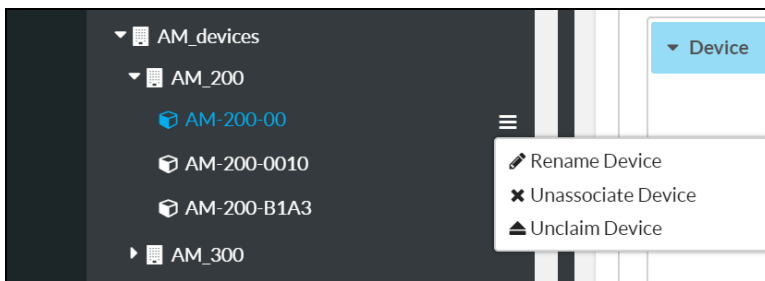 AM_devices
Device
AM_200
AM-200-00
AM-200-0010
Rename Device
Unassociate Device
AM-200-B1A3
Unclaim Device
AM_300